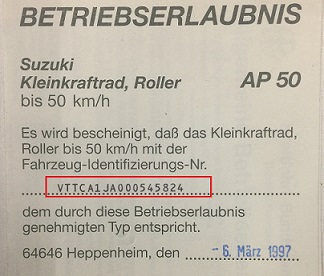 BETRIEBSERLAUBNIS
Suzuki
Kleinkraftrad, Roller AP 50
bis 50 km/h
Es wird bescheinigt, daß das Kleinkraftrad,
Roller bis 50 km/h mit der
Fahrzeug-Identifizierungs-Nr.
VTTCA1JA000545824
dem durch diese Betriebserlaubnis
genehmigten Typ entspricht.
64646 Heppenheim, den - 6. März 1997